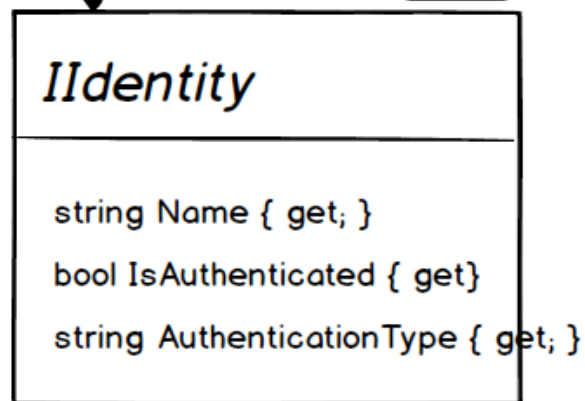 IIdentity
string Name { get; }
bool IsAuthenticated { get}
string AuthenticationType { get; }